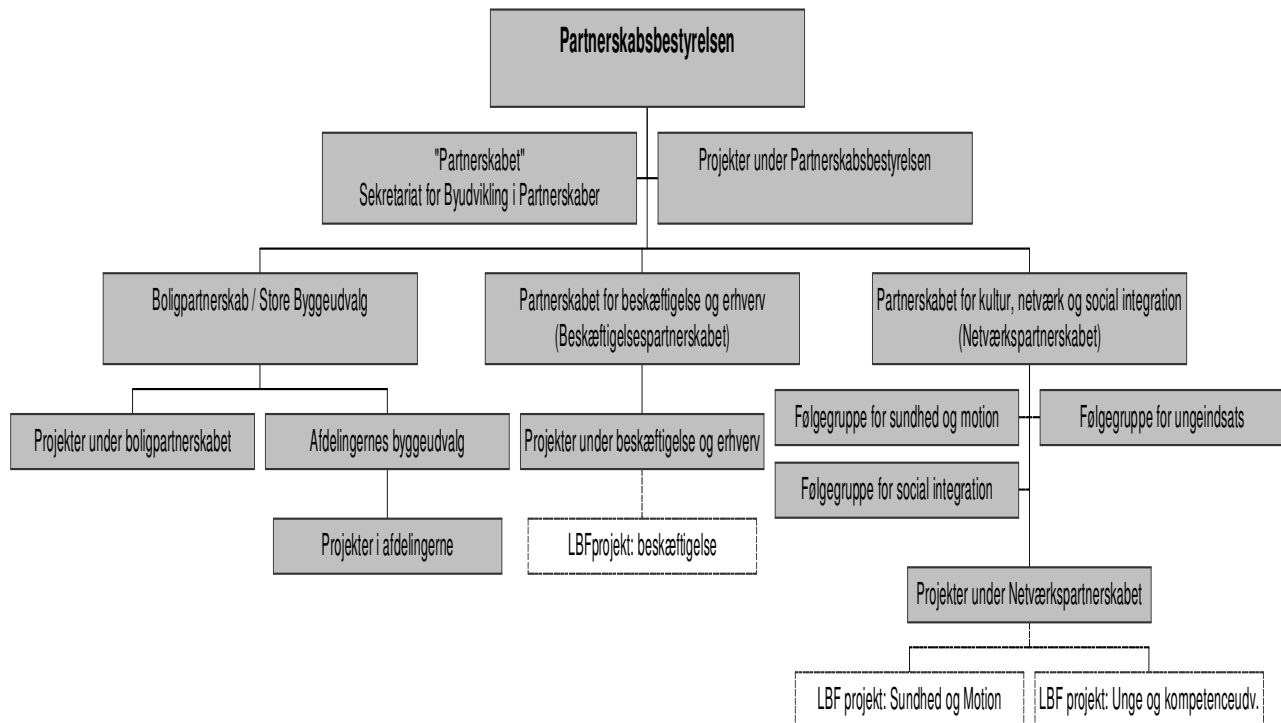 Partnerskabsbestyrelsen
"Partnerskabet"
Sekretariat for Byudvikling i Partnerskaber
Projekter under Partnerskabsbestyrelsen
Boligpartnerskab / Store Byggeudvalg
Partnerskabet for beskæftigelse og erhverv
(Beskæftigelsespartnerskabet)
Partnerskabet for kultur, netværk og social integration
(Netværkspartnerskabet)
Projekter under boligpartnerskabet
Afdelingernes byggeudvalg
Projekter under beskæftigelse og erhverv
Følgegruppe for sundhed og motion
Følgegruppe for ungeindsats
Følgegruppe for social integration
Projekter i afdelingerne
LBFprojekt: beskæftigelse
Projekter under Netværkspartnerskabet
LBF projekt: Sundhed og Motion
LBF projekt: Unge og kompetenceudv.